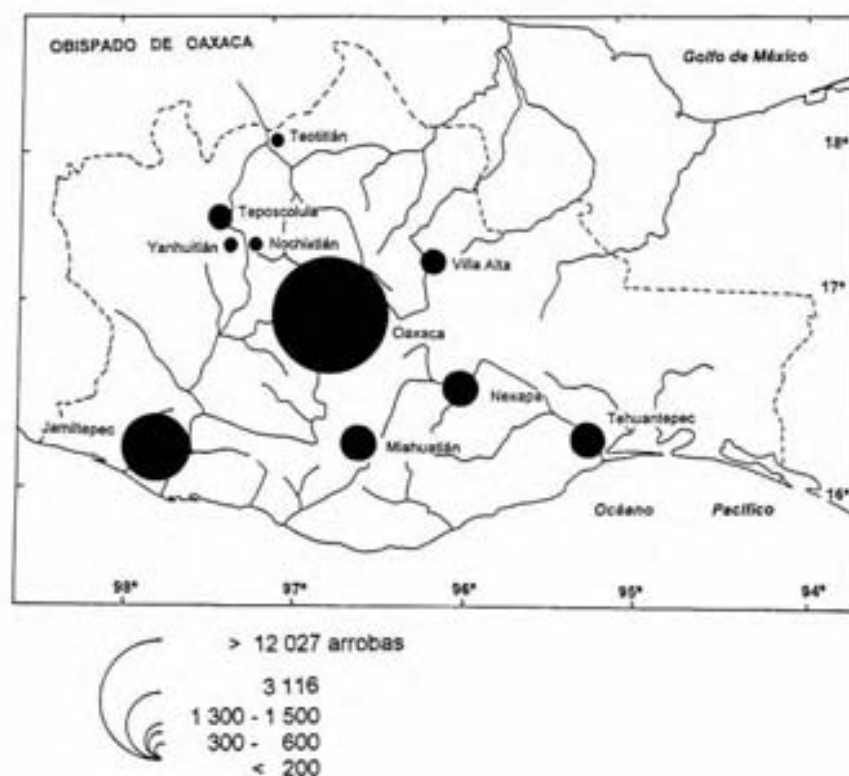 OBISPADO DE OAXACA
Golfo de México
Teotitlán
18°
Teposcolula
Yanhuitlán
Nochixtlán
Villa Alta
17°
Oaxaca
Nexapa
Jamiltepec
Tehuantepec
Miahuatlán
16°
Océano Pacífico
98° 97° 96° 95° 94°
> 12 027 arrobas
3 116
1 300 - 1 500
300 - 600
< 200